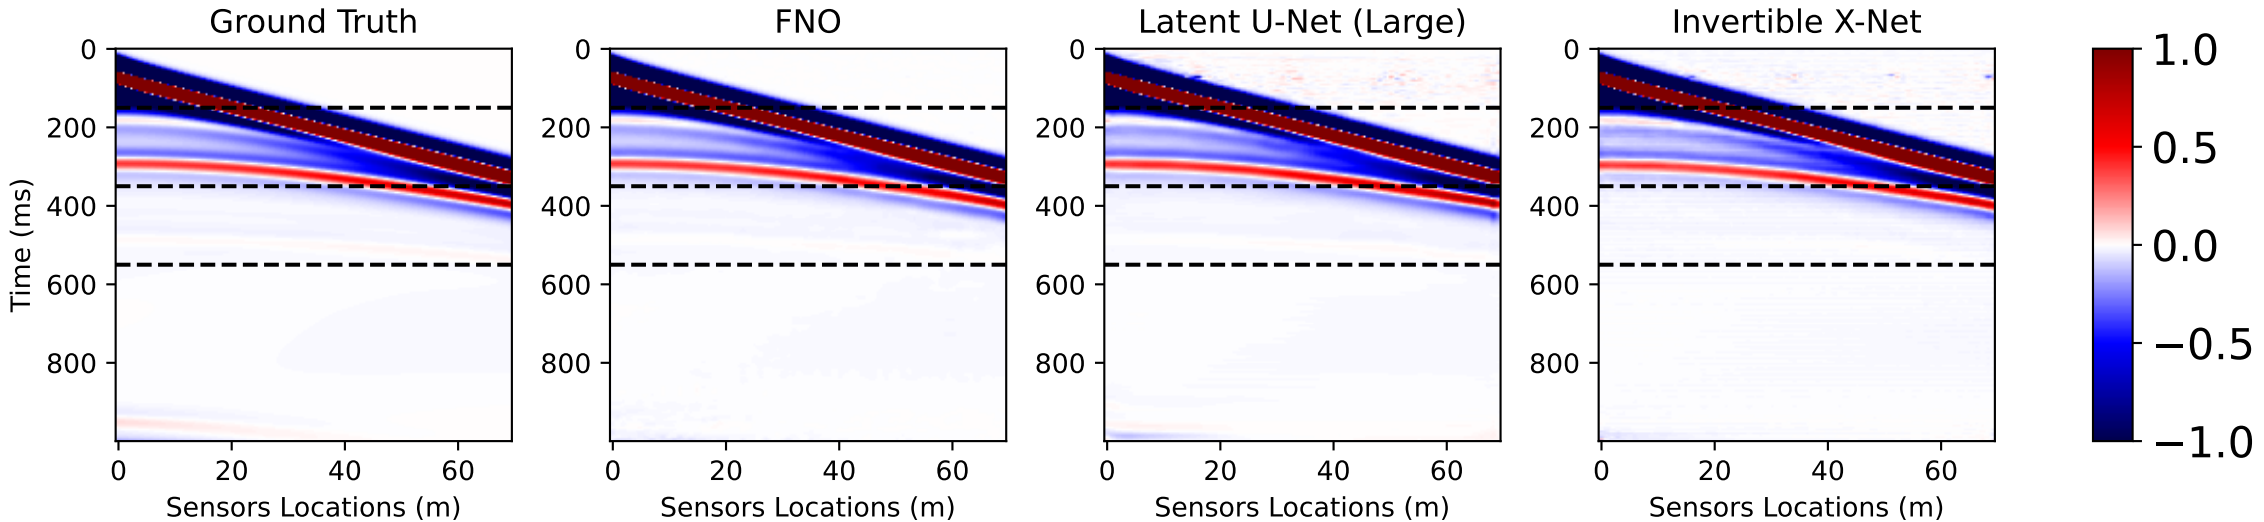 Ground Truth
FNO
Latent U-Net (Large)
Invertible X-Net
Time (ms)
0
200
400
600
800
0 20 40 60
Sensors Locations (m)
0
200
400
600
800
0 20 40 60
Sensors Locations (m)
0
200
400
600
800
0 20 40 60
Sensors Locations (m)
0
200
400
600
800
0 20 40 60
Sensors Locations (m)
1.0
0.5
0.0
−0.5
−1.0